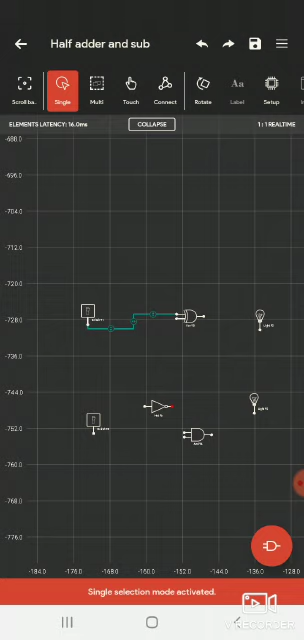 Half adder and sub
Scroll ba..
Single
Multi
Touch
Connect
Rotate
Aa
Label
Setup
ELEMENTS LATENCY: 16.0ms
COLLAPSE
1 : 1 REALTIME
-688.0
-696.0
-704.0
-712.0
-720.0
-728.0
-736.0
-744.0
-752.0
-760.0
-768.0
-776.0
-184.0
-176.0
-168.0
-160.0
-152.0
-144.0
-136.0
-128.0
Single selection mode activated.
VRECORDER